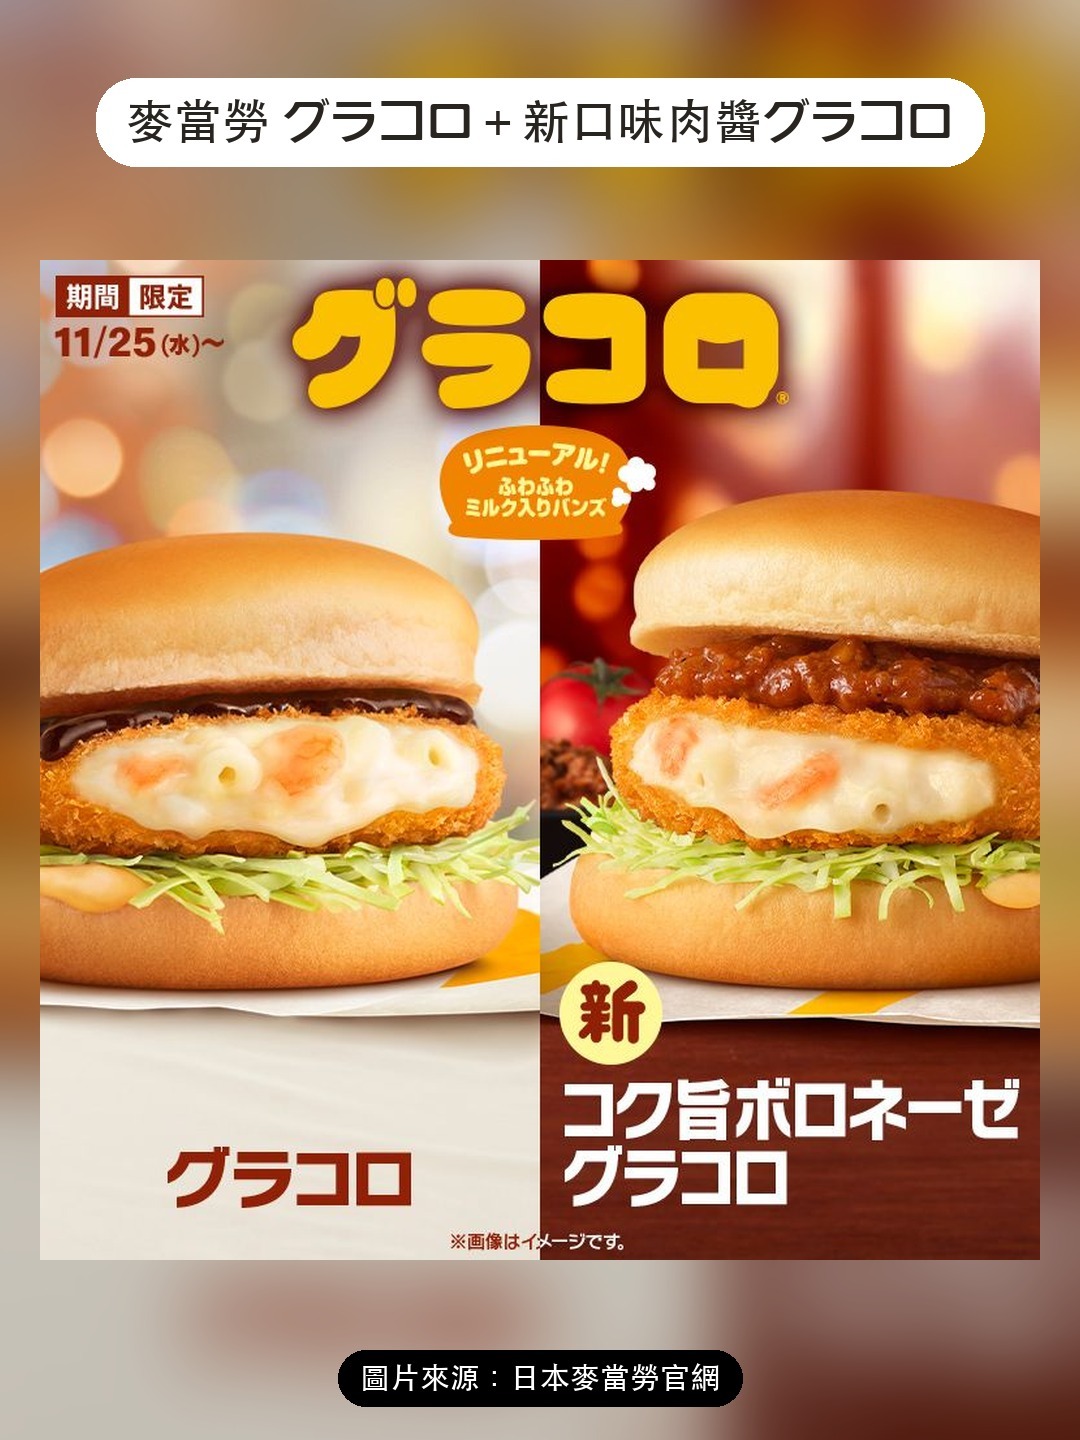 麥當勞 グラコロ + 新口味肉醬グラコロ
期間 限定
11/25(水)～
グラコロ®
リニューアル!
ふわふわ
ミルク入りバンズ
新
コク旨ボロネーゼ
グラコロ
グラコロ
※画像はイメージです。
圖片來源：日本麥當勞官網